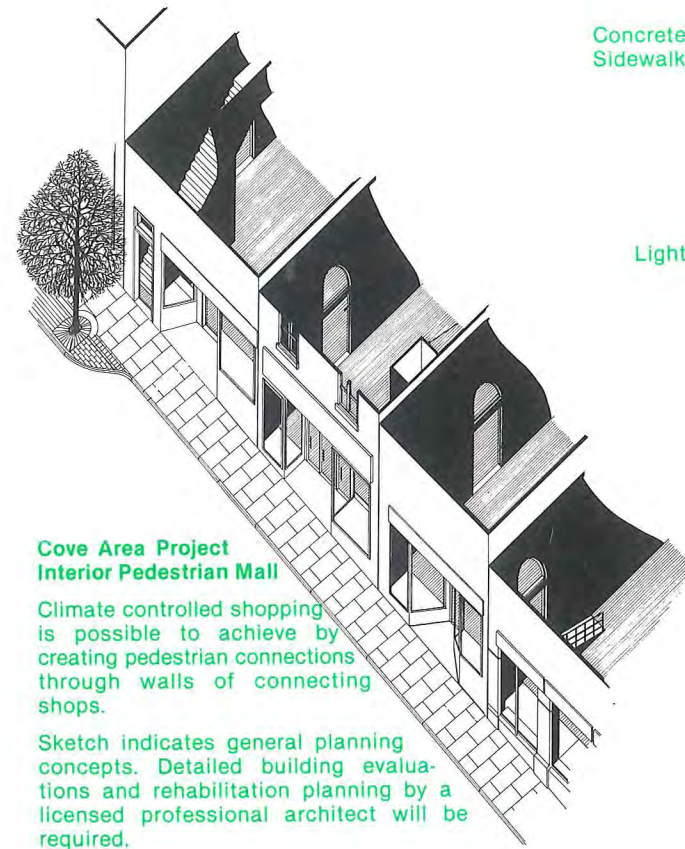 Concrete
Sidewalk
Light
Cove Area Project
Interior Pedestrian Mall
Climate controlled shopping
is possible to achieve by
creating pedestrian connections
through walls of connecting
shops.
Sketch indicates general planning
concepts. Detailed building evalua-
tions and rehabilitation planning by a
licensed professional architect will be
required.